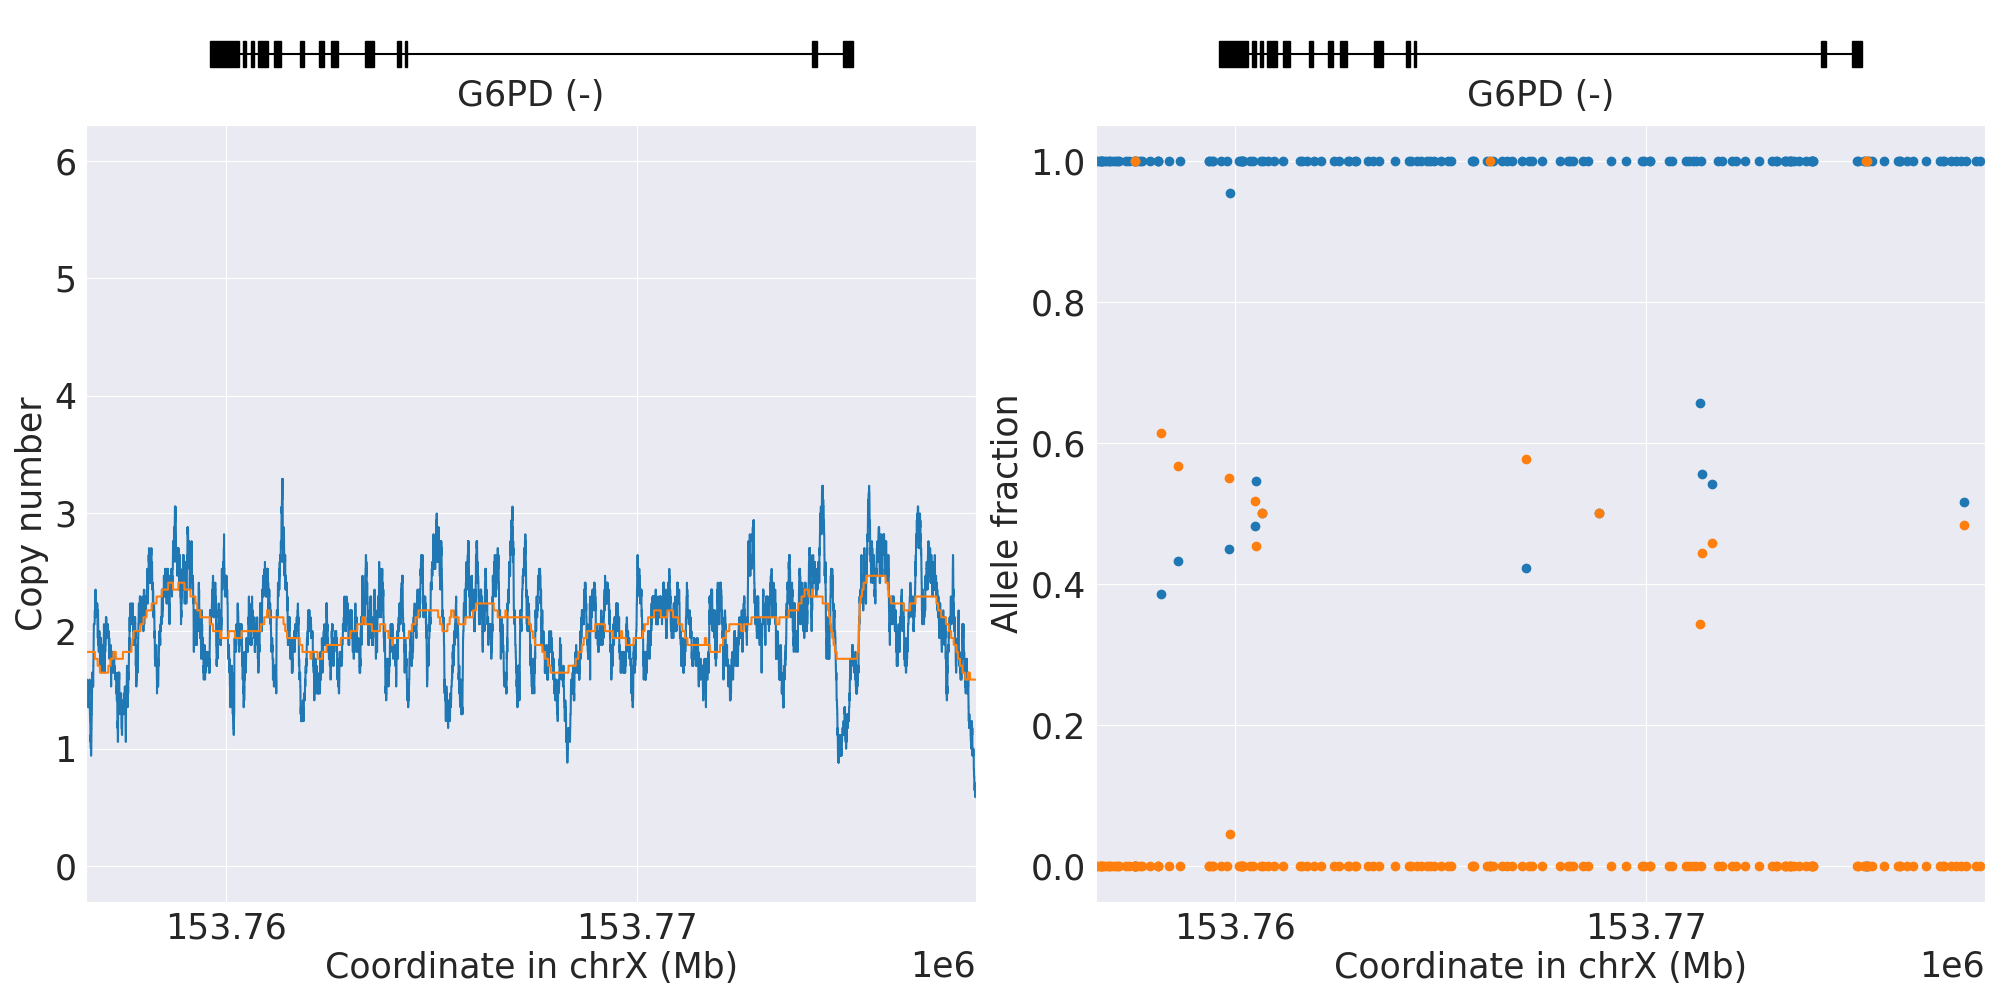 G6PD (-)
6
5
4
3
2
1
0
Copy number
153.76
153.77
Coordinate in chrX (Mb)
1e6
G6PD (-)
1.0
0.8
0.6
0.4
0.2
0.0
Allele fraction
153.76
153.77
Coordinate in chrX (Mb)
1e6